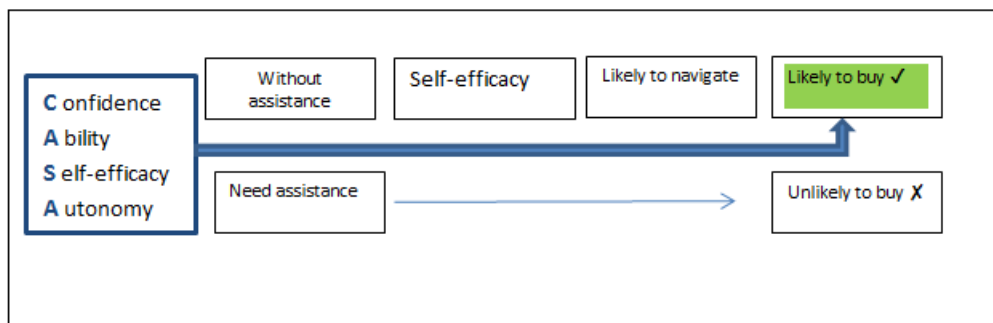 C onfidence
A bility
S elf-efficacy
A utonomy
Without
assistance
Self-efficacy
Likely to navigate
Likely to buy ✓
Need assistance
Unlikely to buy ✗